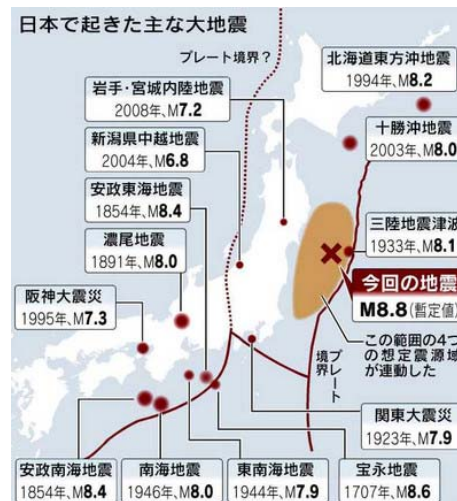 日本で起きた主な大地震
プレート境界?
北海道東方沖地震
1994年、M8.2
岩手・宮城内陸地震
2008年、M7.2
十勝沖地震
2003年、M8.0
新潟県中越地震
2004年、M6.8
安政東海地震
1854年、M8.4
三陸地震津波
1933年、M8.1
濃尾地震
1891年、M8.0
今回の地震
M8.8(暫定値)
阪神大震災
1995年、M7.3
この範囲の4つ
の想定震源域
が連動した
プレート
境界
関東大震災
1923年、M7.9
安政南海地震
1854年、M8.4
南海地震
1946年、M8.0
東南海地震
1944年、M7.9
宝永地震
1707年、M8.6